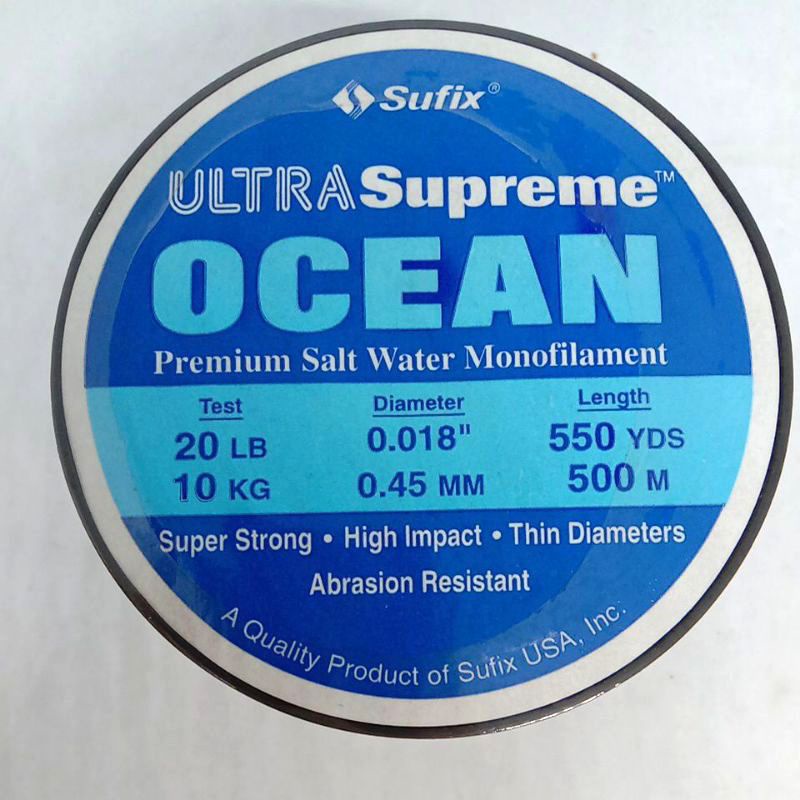 Sufix®
ULTRA Supreme™
OCEAN
Premium Salt Water Monofilament
Test Diameter Length
20 LB 0.018" 550 YDS
10 KG 0.45 MM 500 M
Super Strong • High Impact • Thin Diameters
Abrasion Resistant
A Quality Product of Sufix USA, Inc.